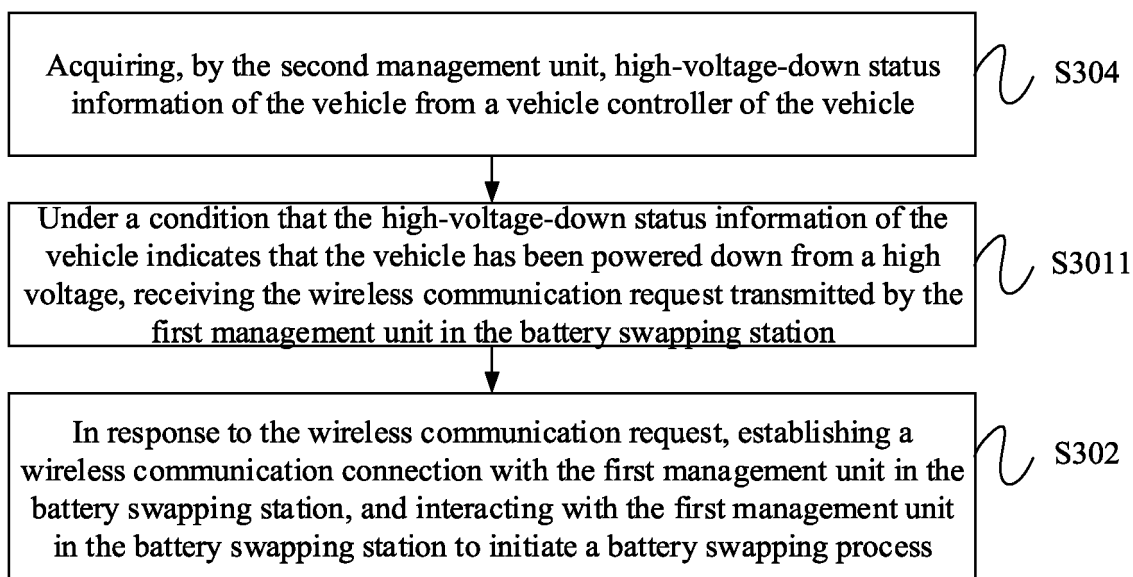 Acquiring, by the second management unit, high-voltage-down status
information of the vehicle from a vehicle controller of the vehicle
S304
Under a condition that the high-voltage-down status information of the
vehicle indicates that the vehicle has been powered down from a high
voltage, receiving the wireless communication request transmitted by the
first management unit in the battery swapping station
S3011
In response to the wireless communication request, establishing a
wireless communication connection with the first management unit in the
battery swapping station, and interacting with the first management unit
in the battery swapping station to initiate a battery swapping process
S302